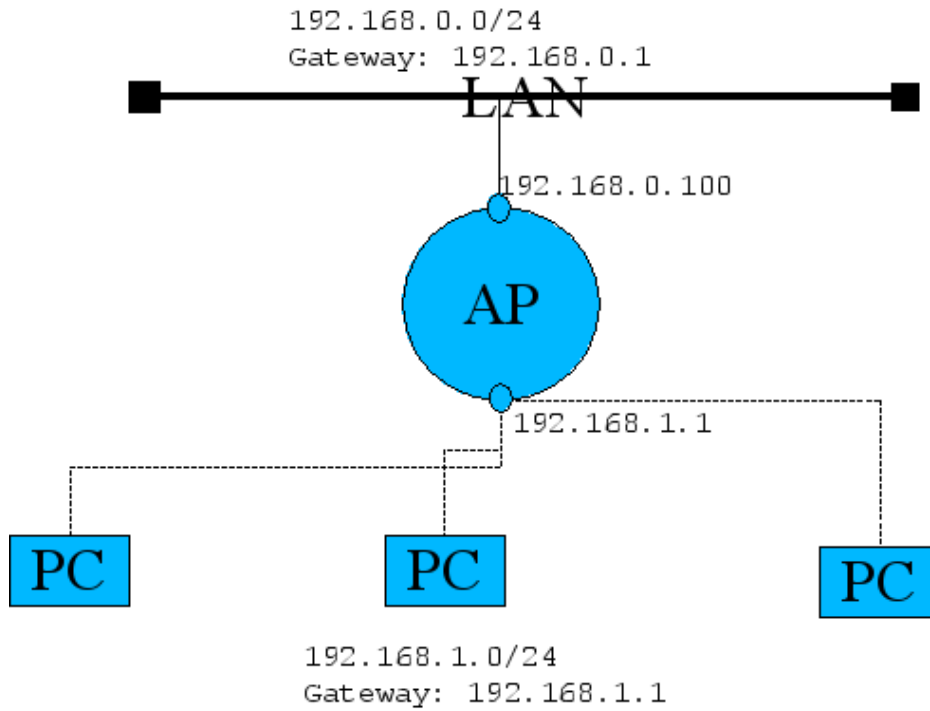 192.168.0.0/24
Gateway: 192.168.0.1
LAN
192.168.0.100
AP
192.168.1.1
PC
PC
PC
192.168.1.0/24
Gateway: 192.168.1.1